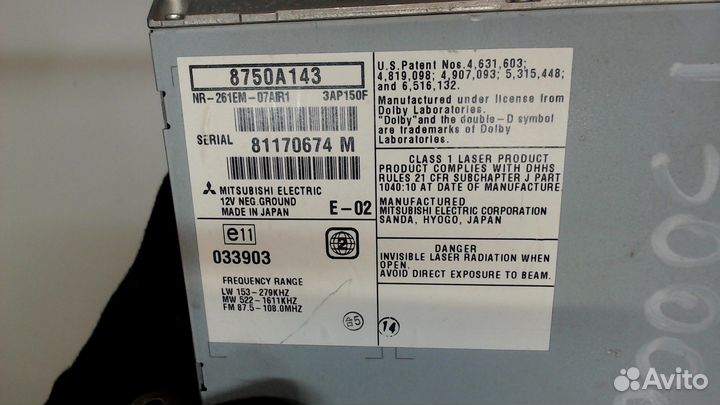 8750A143
NR-261EM-07AIR1 3AP150F
SERIAL 81170674 M
MITSUBISHI ELECTRIC
12V NEG.GROUND
MADE IN JAPAN
E-02
e11
033903
2
FREQUENCY RANGE
LW 153-279KHZ
MW 522-1611KHZ
FM 87.5-108.0MHZ
5
14
U.S.Patent Nos.4,631,603;
4,819,098; 4,907,093; 5,315,448;
and 6,516,132.
Manufactured under license from
Dolby Laboratories.
"Dolby" and the double-D symbol
are trademarks of Dolby
Laboratories.
CLASS 1 LASER PRODUCT
PRODUCT COMPLIES WITH DHHS
RULES 21 CFR SUBCHAPTER J PART
1040:10 AT DATE OF MANUFACTURE.
MANUFACTURED
MITSUBISHI ELECTRIC CORPORATION
SANDA, HYOGO, JAPAN
DANGER
INVISIBLE LASER RADIATION WHEN
OPEN.
AVOID DIRECT EXPOSURE TO BEAM.
Avito